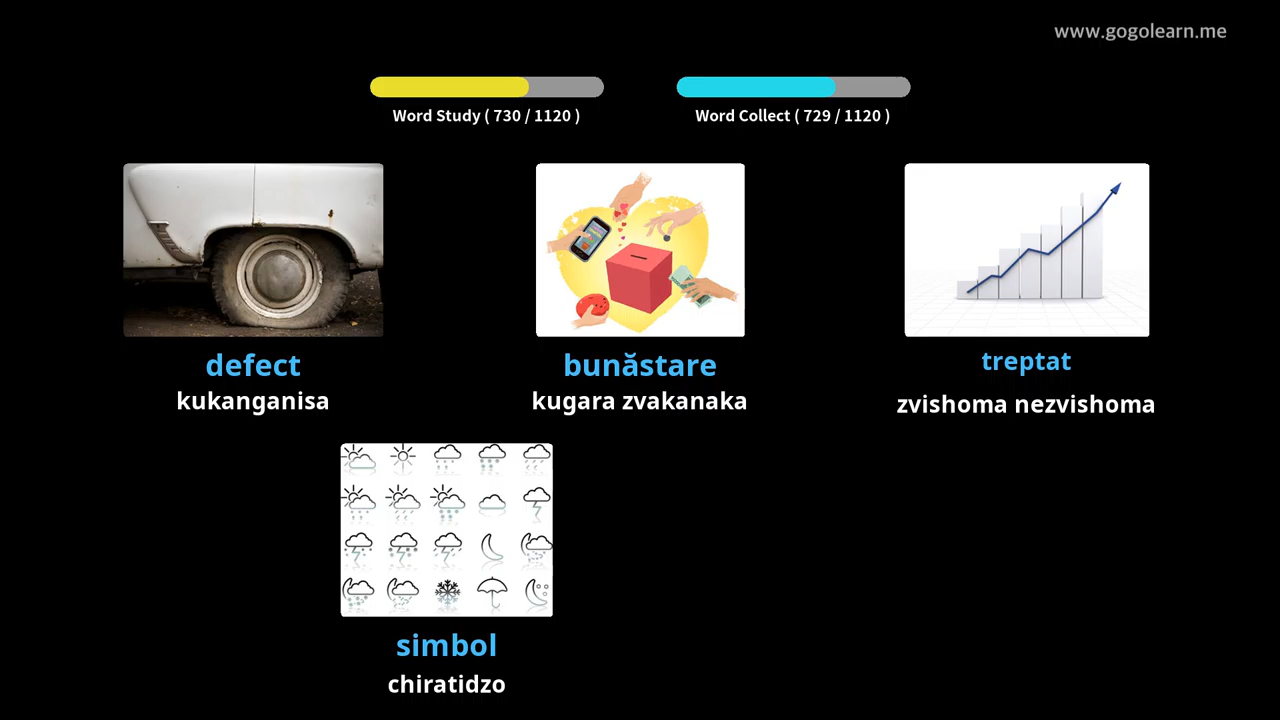 www.gogolearn.me
Word Study ( 730 / 1120 )
Word Collect ( 729 / 1120 )
defect
kukanganisa
bunăstare
kugara zvakanaka
treptat
zvishoma nezvishoma
simbol
chiratidzo